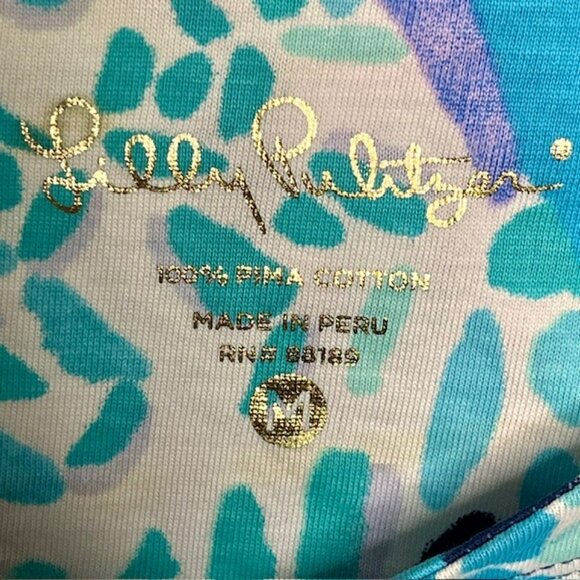 Lilly Pulitzer®
100% PIMA COTTON
MADE IN PERU
RN# 88189
M